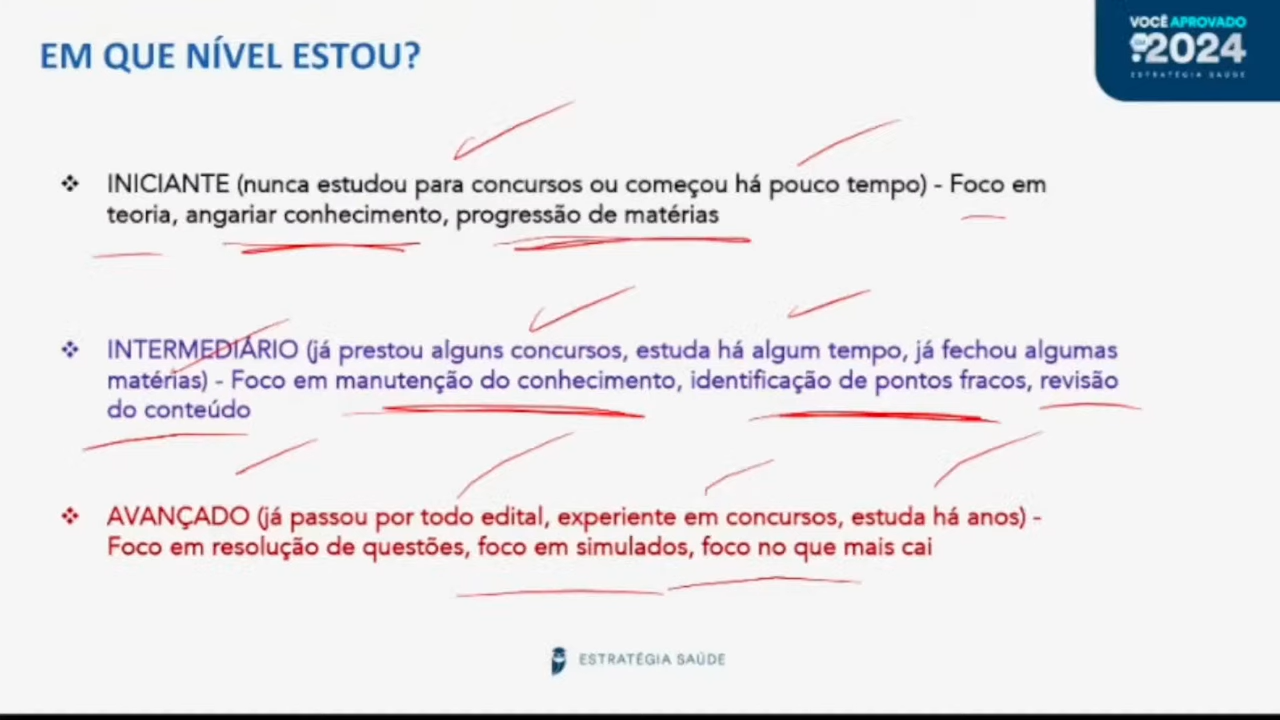 EM QUE NÍVEL ESTOU?
VOCÊ APROVADO
EM
2024
ESTRATÉGIA SAÚDE
❖ INICIANTE (nunca estudou para concursos ou começou há pouco tempo) - Foco em
teoria, angariar conhecimento, progressão de matérias
❖ INTERMEDIÁRIO (já prestou alguns concursos, estuda há algum tempo, já fechou algumas
matérias) - Foco em manutenção do conhecimento, identificação de pontos fracos, revisão
do conteúdo
❖ AVANÇADO (já passou por todo edital, experiente em concursos, estuda há anos) -
Foco em resolução de questões, foco em simulados, foco no que mais cai
ESTRATÉGIA SAÚDE